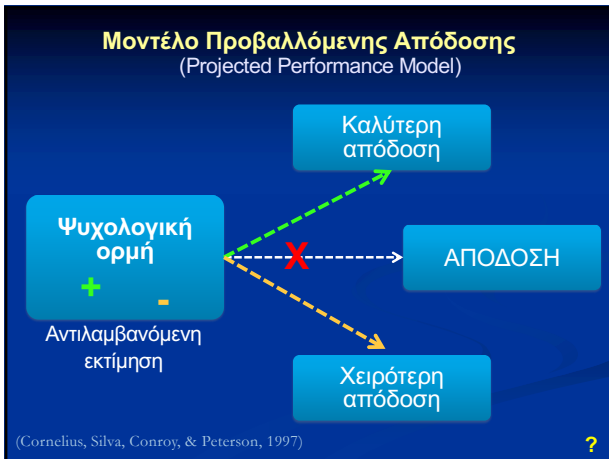 Μοντέλο Προβαλλόμενης Απόδοσης
(Projected Performance Model)
Καλύτερη
απόδοση
Ψυχολογική
ορμή
+ -
X
ΑΠΟΔΟΣΗ
Αντιλαμβανόμενη
εκτίμηση
Χειρότερη
απόδοση
(Cornelius, Silva, Conroy, & Peterson, 1997)
?